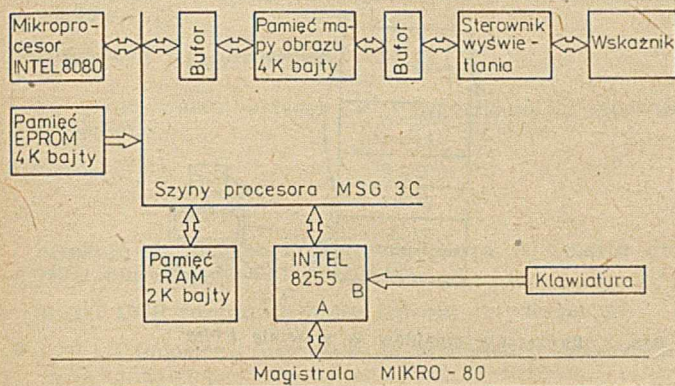 Mikropro-
cesor
INTEL 8080
Bufor
Pamięć ma-
py obrazu
4K bajty
Bufor
Sterownik
wyświe-
tlania
Wskaźnik
Pamięć
EPROM
4K bajty
Szyny procesora MSG 3C
Pamięć
RAM
2K bajty
INTEL
8255
B
A
Klawiatura
Magistrala MIKRO-80